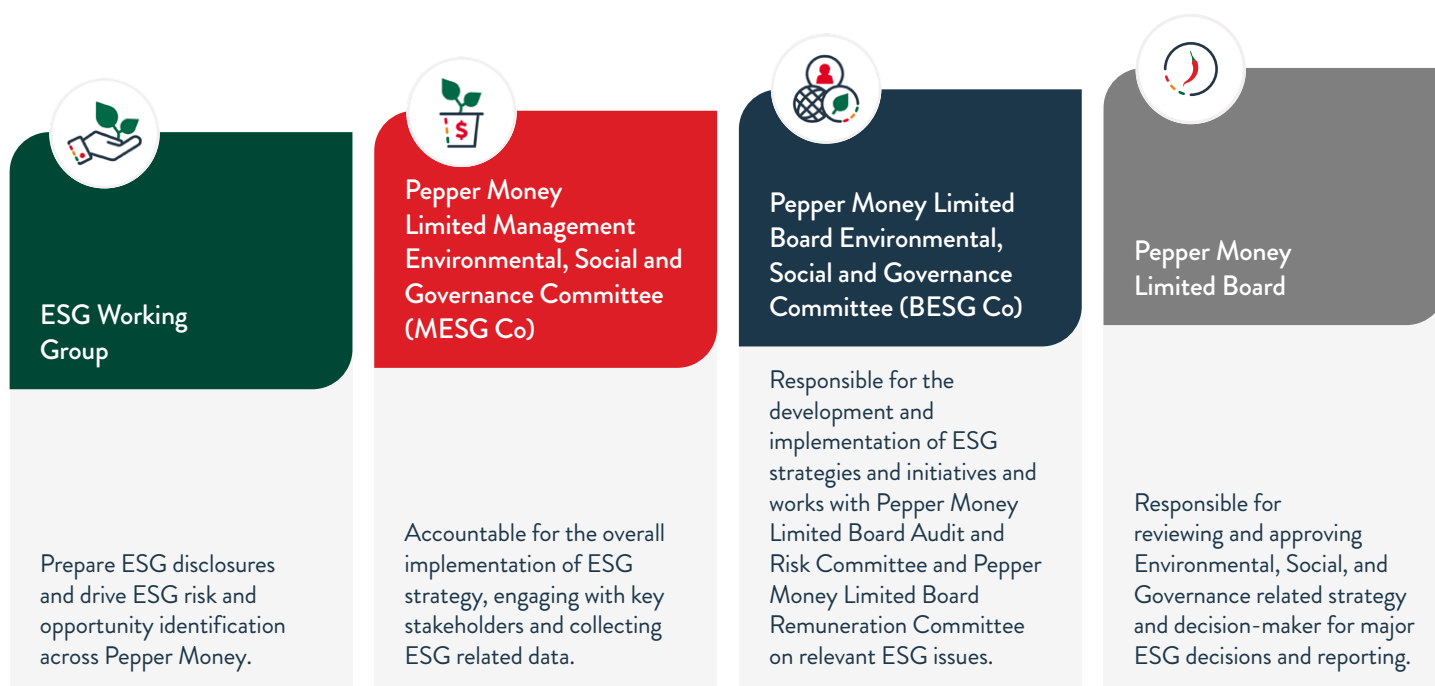 ESG Working
Group
Prepare ESG disclosures
and drive ESG risk and
opportunity identification
across Pepper Money.
$
Pepper Money
Limited Management
Environmental, Social and
Governance Committee
(MESG Co)
Accountable for the overall
implementation of ESG
strategy, engaging with key
stakeholders and collecting
ESG related data.
Pepper Money Limited
Board Environmental,
Social and Governance
Committee (BESG Co)
Responsible for the
development and
implementation of ESG
strategies and initiatives and
works with Pepper Money
Limited Board Audit and
Risk Committee and Pepper
Money Limited Board
Remuneration Committee
on relevant ESG issues.
Pepper Money
Limited Board
Responsible for
reviewing and approving
Environmental, Social, and
Governance related strategy
and decision-maker for major
ESG decisions and reporting.